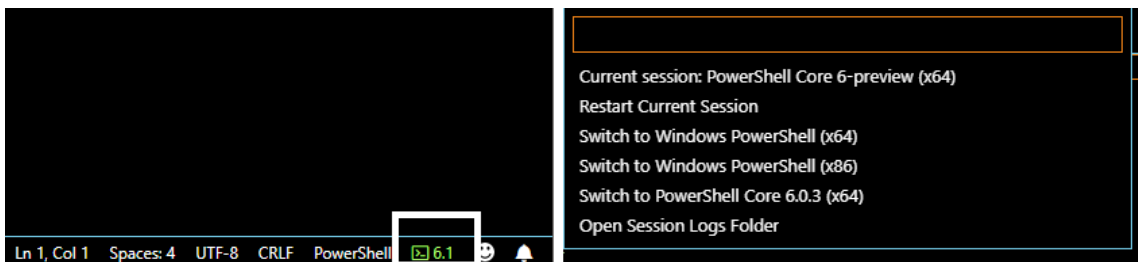 Ln 1, Col 1 Spaces: 4 UTF-8 CRLF PowerShell 6.1
Current session: PowerShell Core 6-preview (x64)
Restart Current Session
Switch to Windows PowerShell (x64)
Switch to Windows PowerShell (x86)
Switch to PowerShell Core 6.0.3 (x64)
Open Session Logs Folder